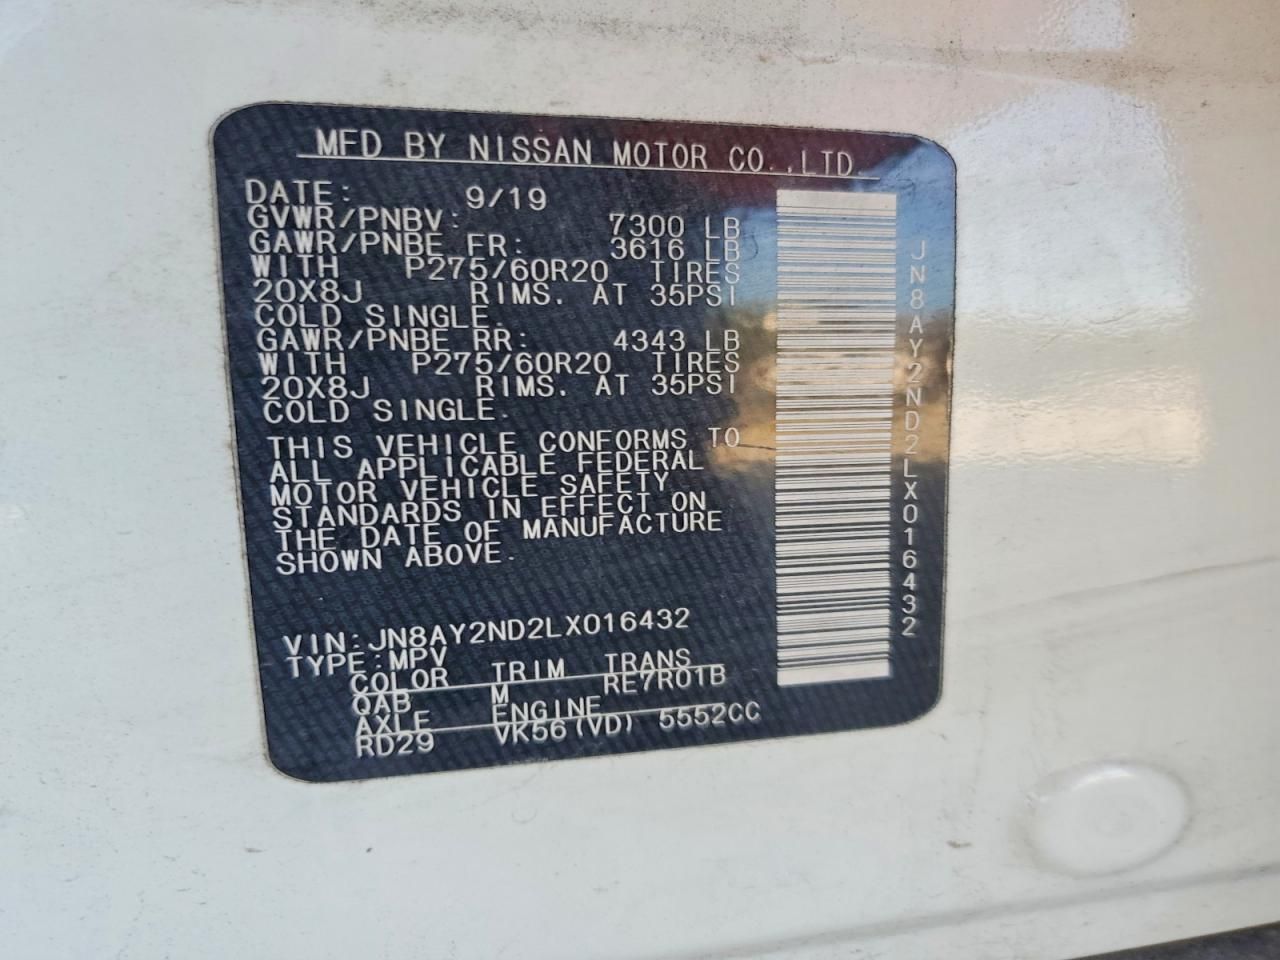 MFD BY NISSAN MOTOR CO.,LTD.
DATE: 9/19
GVWR/PNBV: 7300 LB
GAWR/PNBE FR: 3616 LB
WITH P275/60R20 TIRES
20X8J RIMS. AT 35PSI
COLD SINGLE.
GAWR/PNBE RR: 4343 LB
WITH P275/60R20 TIRES
20X8J RIMS. AT 35PSI
COLD SINGLE.
THIS VEHICLE CONFORMS TO
ALL APPLICABLE FEDERAL
MOTOR VEHICLE SAFETY
STANDARDS IN EFFECT ON
THE DATE OF MANUFACTURE
SHOWN ABOVE.
VIN:JN8AY2ND2LX016432
TYPE:MPV
COLOR TRIM TRANS
QAB M RE7R01B
AXLE ENGINE
RD29 VK56(VD) 5552CC
JN8AY2ND2LX016432